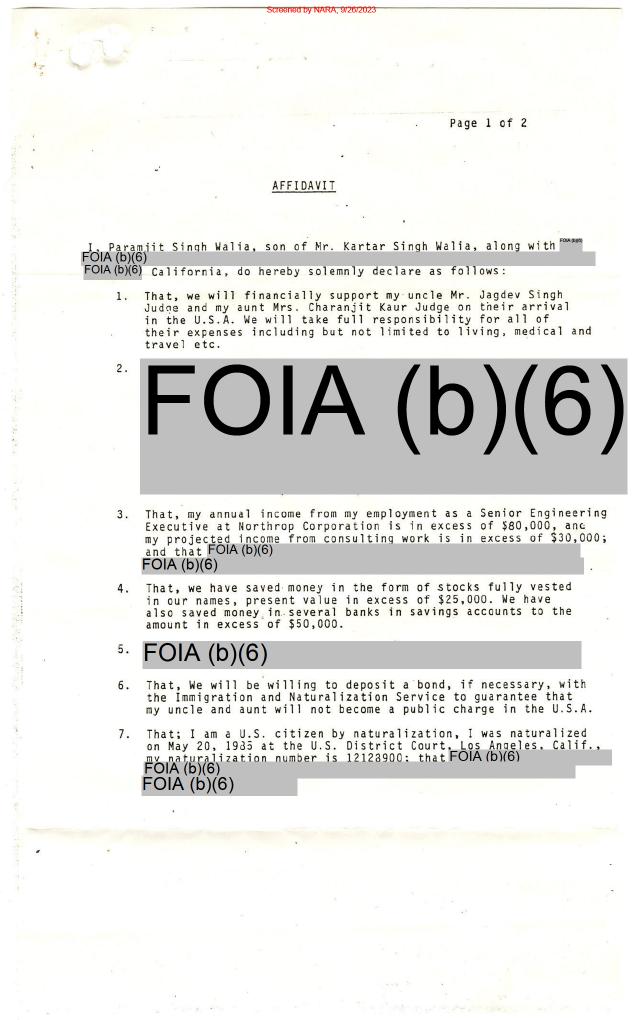 Screened by NARA, 9/26/2023
Page 1 of 2
AFFIDAVIT
I, Paramjit Singh Walia, son of Mr. Kartar Singh Walia, along with FOIA (b)(6)
FOIA (b)(6)
FOIA (b)(6) California, do hereby solemnly declare as follows:
1. That, we will financially support my uncle Mr. Jagdev Singh
Judge and my aunt Mrs. Charanjit Kaur Judge on their arrival
in the U.S.A. We will take full responsibility for all of
their expenses including but not limited to living, medical and
travel etc.
2. FOIA (b)(6)
3. That, my annual income from my employment as a Senior Engineering
Executive at Northrop Corporation is in excess of $80,000, and
my projected income from consulting work is in excess of $30,000;
and that FOIA (b)(6)
FOIA (b)(6)
4. That, we have saved money in the form of stocks fully vested
in our names, present value in excess of $25,000. We have
also saved money in several banks in savings accounts to the
amount in excess of $50,000.
5. FOIA (b)(6)
6. That, We will be willing to deposit a bond, if necessary, with
the Immigration and Naturalization Service to guarantee that
my uncle and aunt will not become a public charge in the U.S.A.
7. That; I am a U.S. citizen by naturalization, I was naturalized
on May 20, 1985 at the U.S. District Court, Los Angeles, Calif.,
my naturalization number is 12123900; that FOIA (b)(6)
FOIA (b)(6)
FOIA (b)(6)